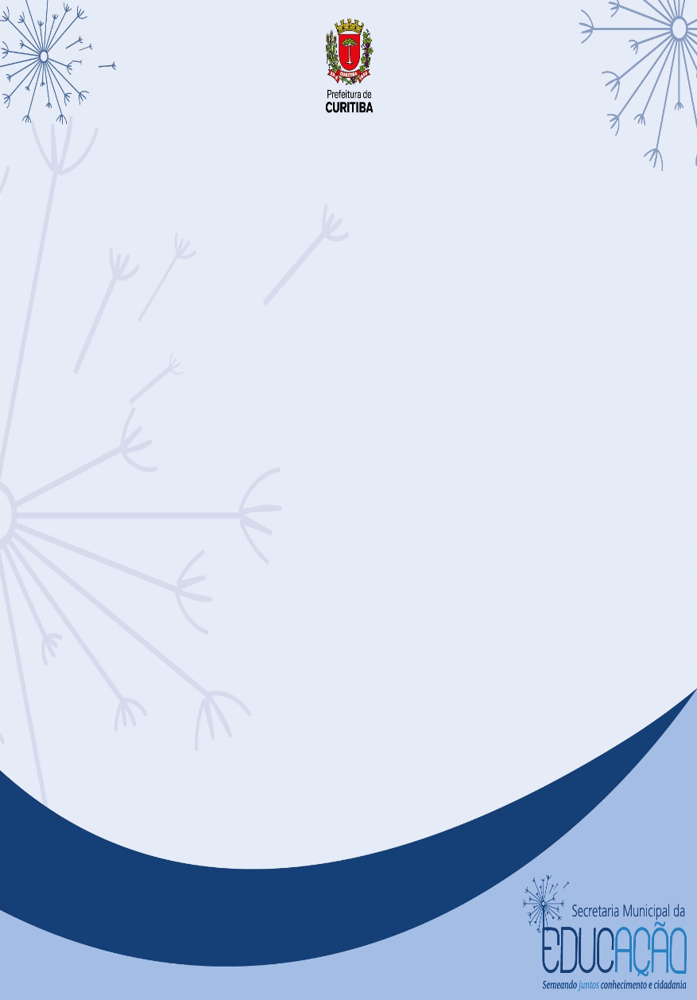 Prefeitura de
CURITIBA
Secretaria Municipal da
EDUCAÇÃO
Semeando juntos conhecimento e cidadania